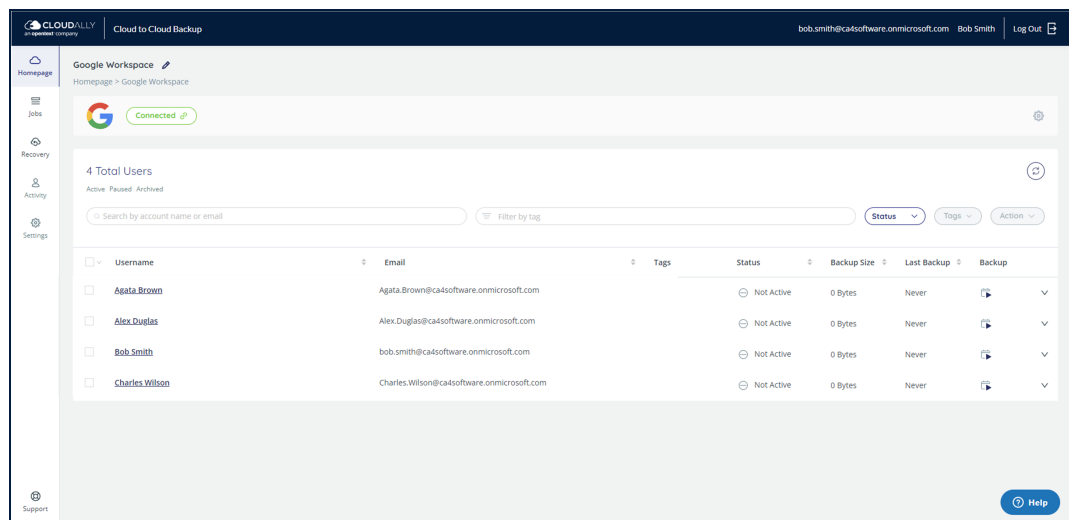 CLOUDALLY
an opentext company
Cloud to Cloud Backup
bob.smith@ca4software.onmicrosoft.com Bob Smith Log Out
Homepage
Jobs
Recovery
Activity
Settings
Support
Google Workspace
Homepage > Google Workspace
Connected
4 Total Users
Active Paused Archived
Search by account name or email Filter by tag Status Tags Action
Username Email Tags Status Backup Size Last Backup Backup
Agata Brown Agata.Brown@ca4software.onmicrosoft.com Not Active 0 Bytes Never
Alex Duglas Alex.Duglas@ca4software.onmicrosoft.com Not Active 0 Bytes Never
Bob Smith bob.smith@ca4software.onmicrosoft.com Not Active 0 Bytes Never
Charles Wilson Charles.Wilson@ca4software.onmicrosoft.com Not Active 0 Bytes Never
Help